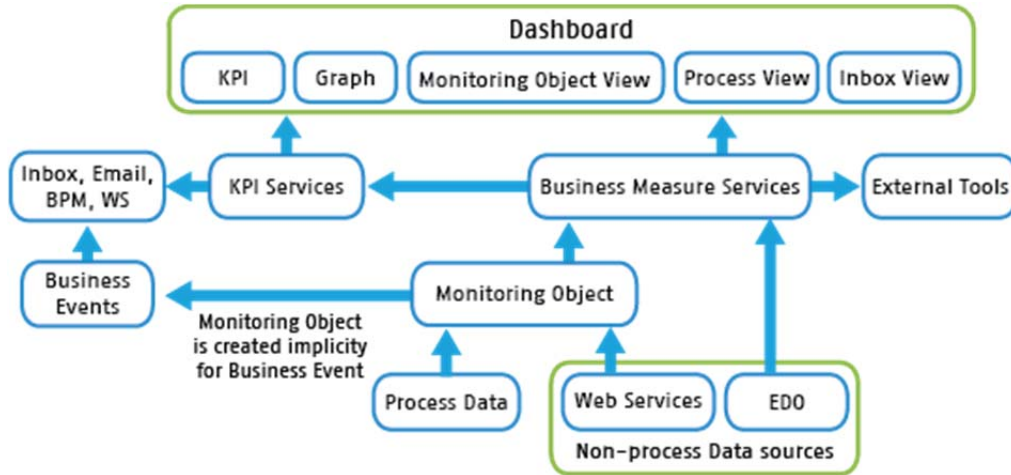 Dashboard
KPI
Graph
Monitoring Object View
Process View
Inbox View
Inbox, Email,
BPM, WS
KPI Services
Business Measure Services
External Tools
Business
Events
Monitoring Object
Monitoring Object
is created implicity
for Business Event
Process Data
Web Services
EDO
Non-process Data sources